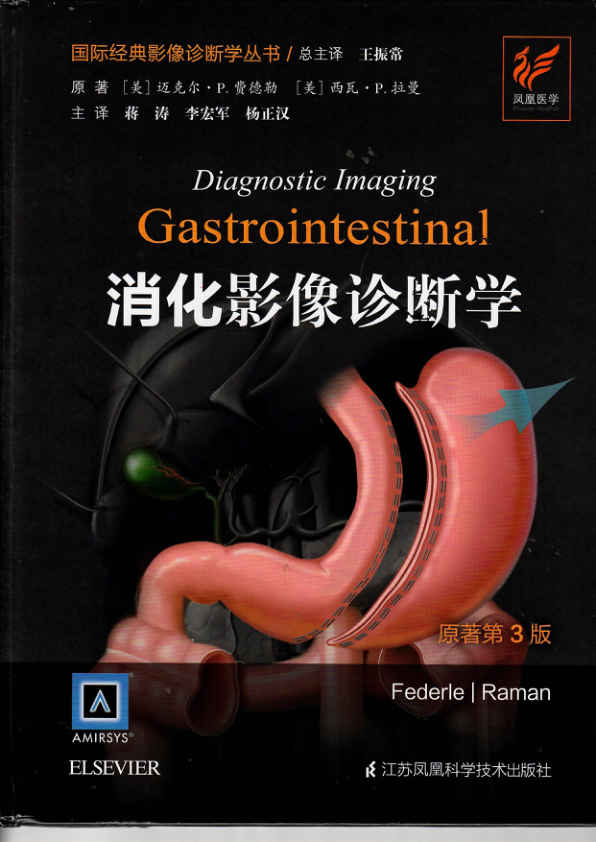 国际经典影像诊断学丛书 / 总主译 王振常
原 著 [美] 迈克尔·P. 费德勒 [美] 西瓦·P. 拉曼
主 译 蒋 涛 李宏军 杨正汉
凤凰医学
Diagnostic Imaging
Gastrointestinal
消化影像诊断学
原著第 3 版
Federle | Raman
AMIRSYS®
ELSEVIER
江苏凤凰科学技术出版社